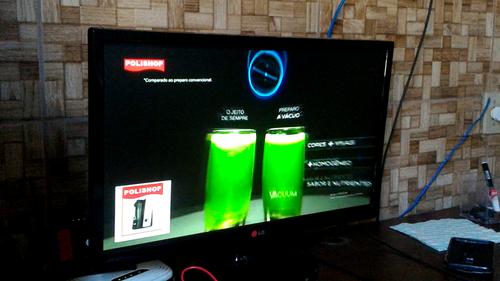 POLISHOP
*Comparado ao preparo convencional
O JEITO
DE SEMPRE
PREPARO
A VÁCUO
CORES + VIVAS
+HOMOGÊNEO
SABOR E NUTRIENTES
VACUUM
POLISHOP
LG